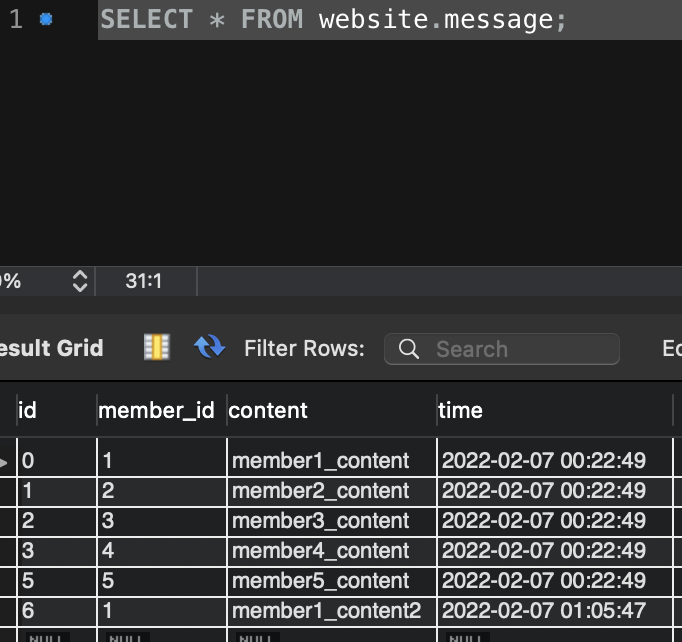 1 SELECT * FROM website.message;
% 31:1
esult Grid Filter Rows: Search
id member_id content time
0 1 member1_content 2022-02-07 00:22:49
1 2 member2_content 2022-02-07 00:22:49
2 3 member3_content 2022-02-07 00:22:49
3 4 member4_content 2022-02-07 00:22:49
5 5 member5_content 2022-02-07 00:22:49
6 1 member1_content2 2022-02-07 01:05:47
NULL NULL NULL NULL